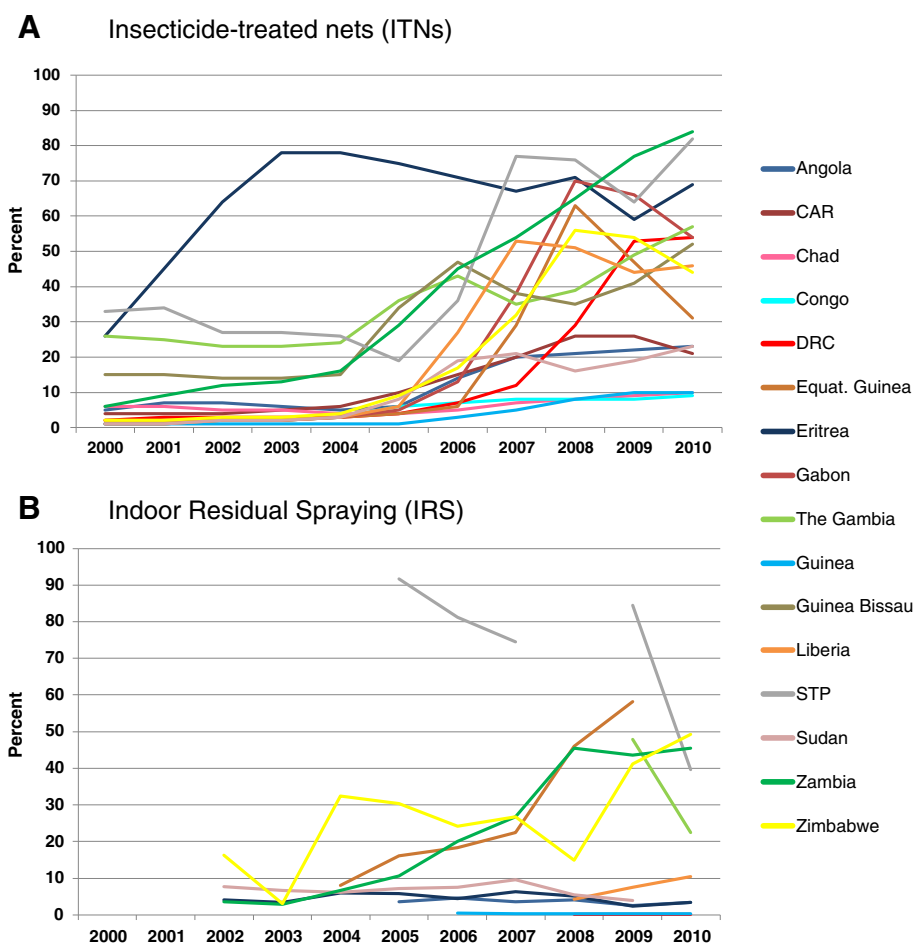 A Insecticide-treated nets (ITNs)
100
90
80
70
60
50
40
30
20
10
0
Percent
2000 2001 2002 2003 2004 2005 2006 2007 2008 2009 2010
B Indoor Residual Spraying (IRS)
100
90
80
70
60
50
40
30
20
10
0
Percent
2000 2001 2002 2003 2004 2005 2006 2007 2008 2009 2010
Angola
CAR
Chad
Congo
DRC
Equat. Guinea
Eritrea
Gabon
The Gambia
Guinea
Guinea Bissau
Liberia
STP
Sudan
Zambia
Zimbabwe